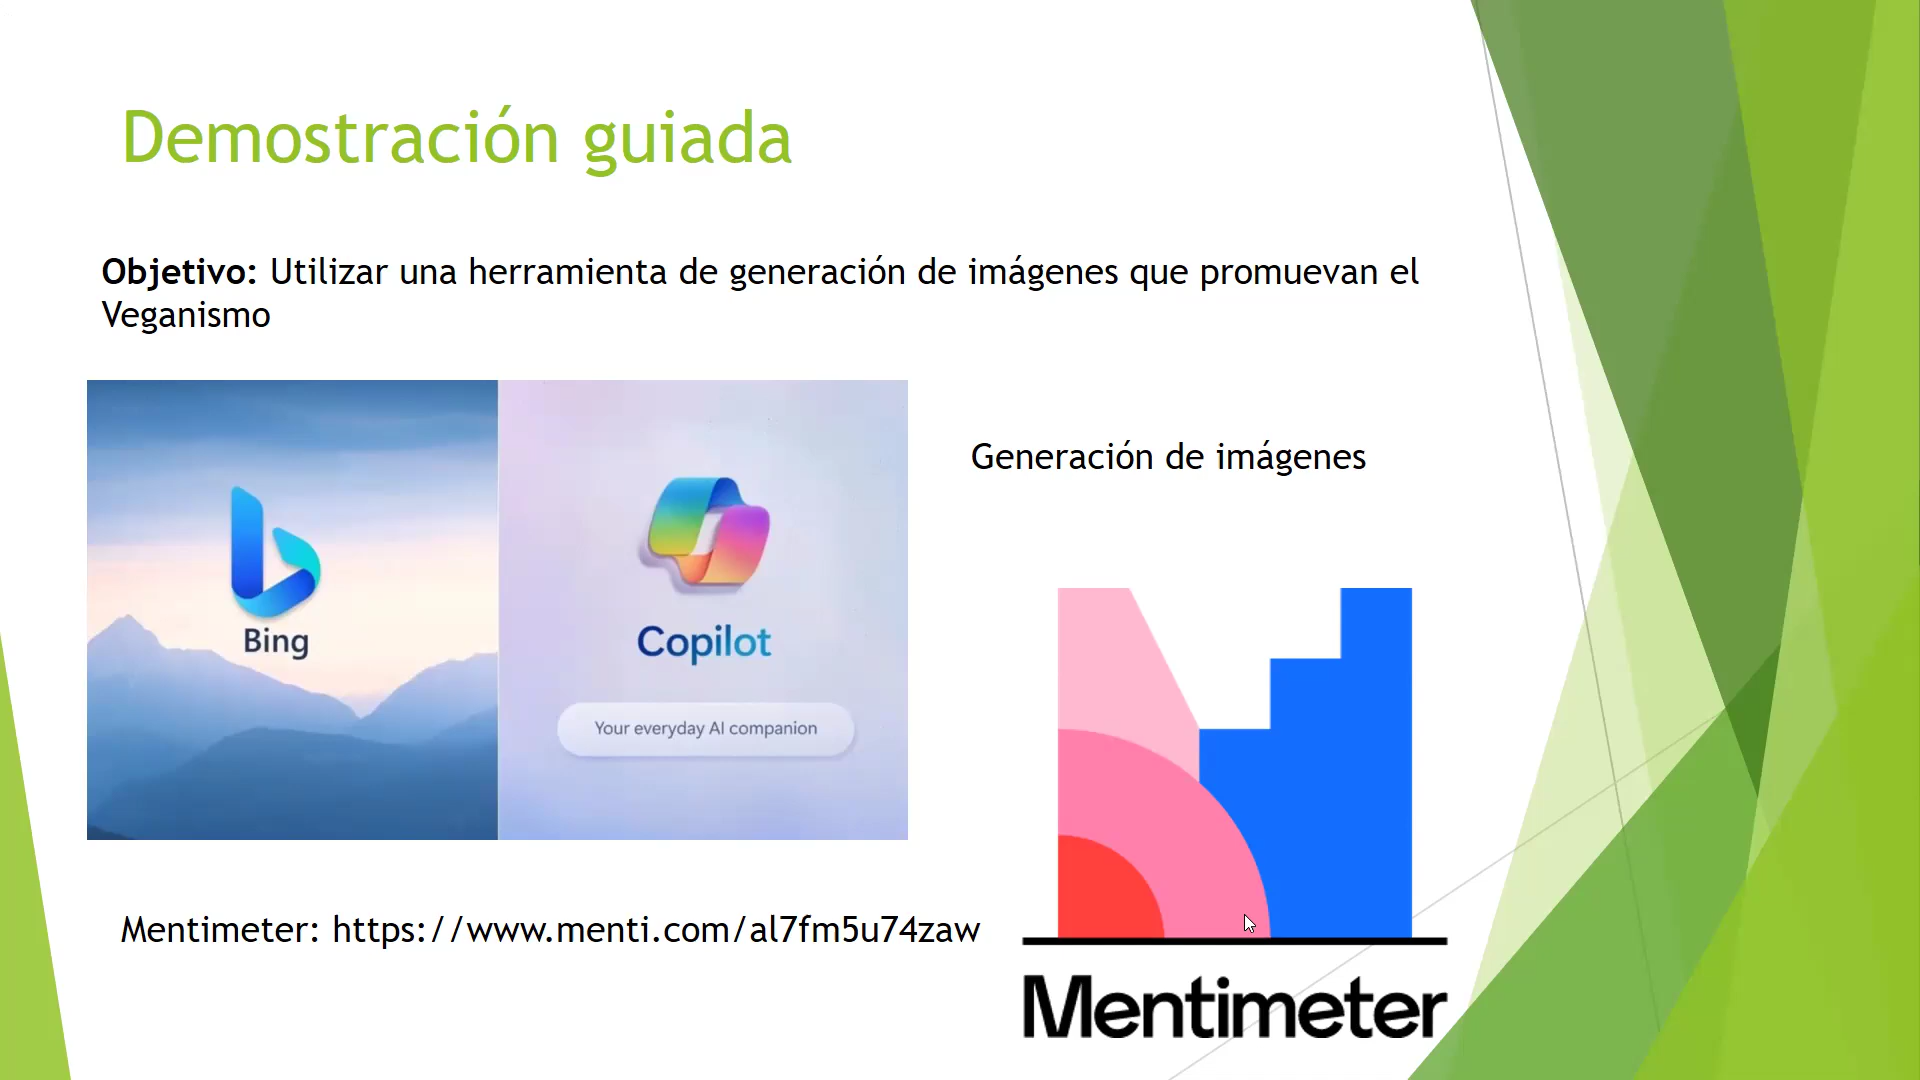 Demostración guiada
Objetivo: Utilizar una herramienta de generación de imágenes que promuevan el
Veganismo
Bing
Copilot
Your everyday AI companion
Generación de imágenes
Mentimeter: https://www.menti.com/al7fm5u74zaw
Mentimeter